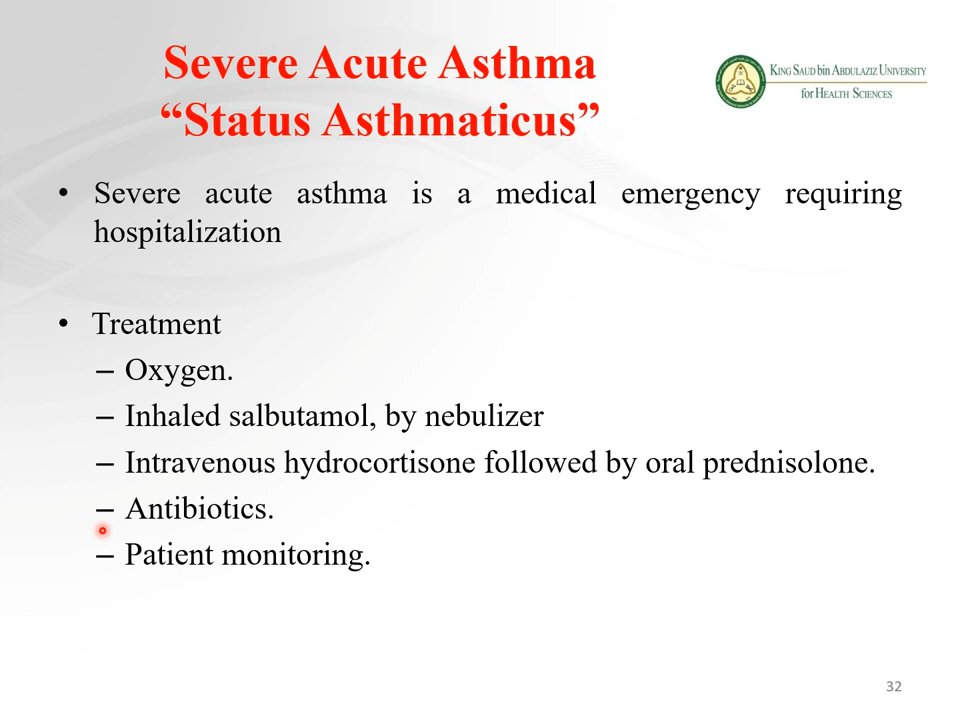 Severe Acute Asthma
“Status Asthmaticus”
KING SAUD bin ABDULAZIZ UNIVERSITY
for HEALTH SCIENCES
• Severe acute asthma is a medical emergency requiring
hospitalization
• Treatment
– Oxygen.
– Inhaled salbutamol, by nebulizer
– Intravenous hydrocortisone followed by oral prednisolone.
– Antibiotics.
– Patient monitoring.
32